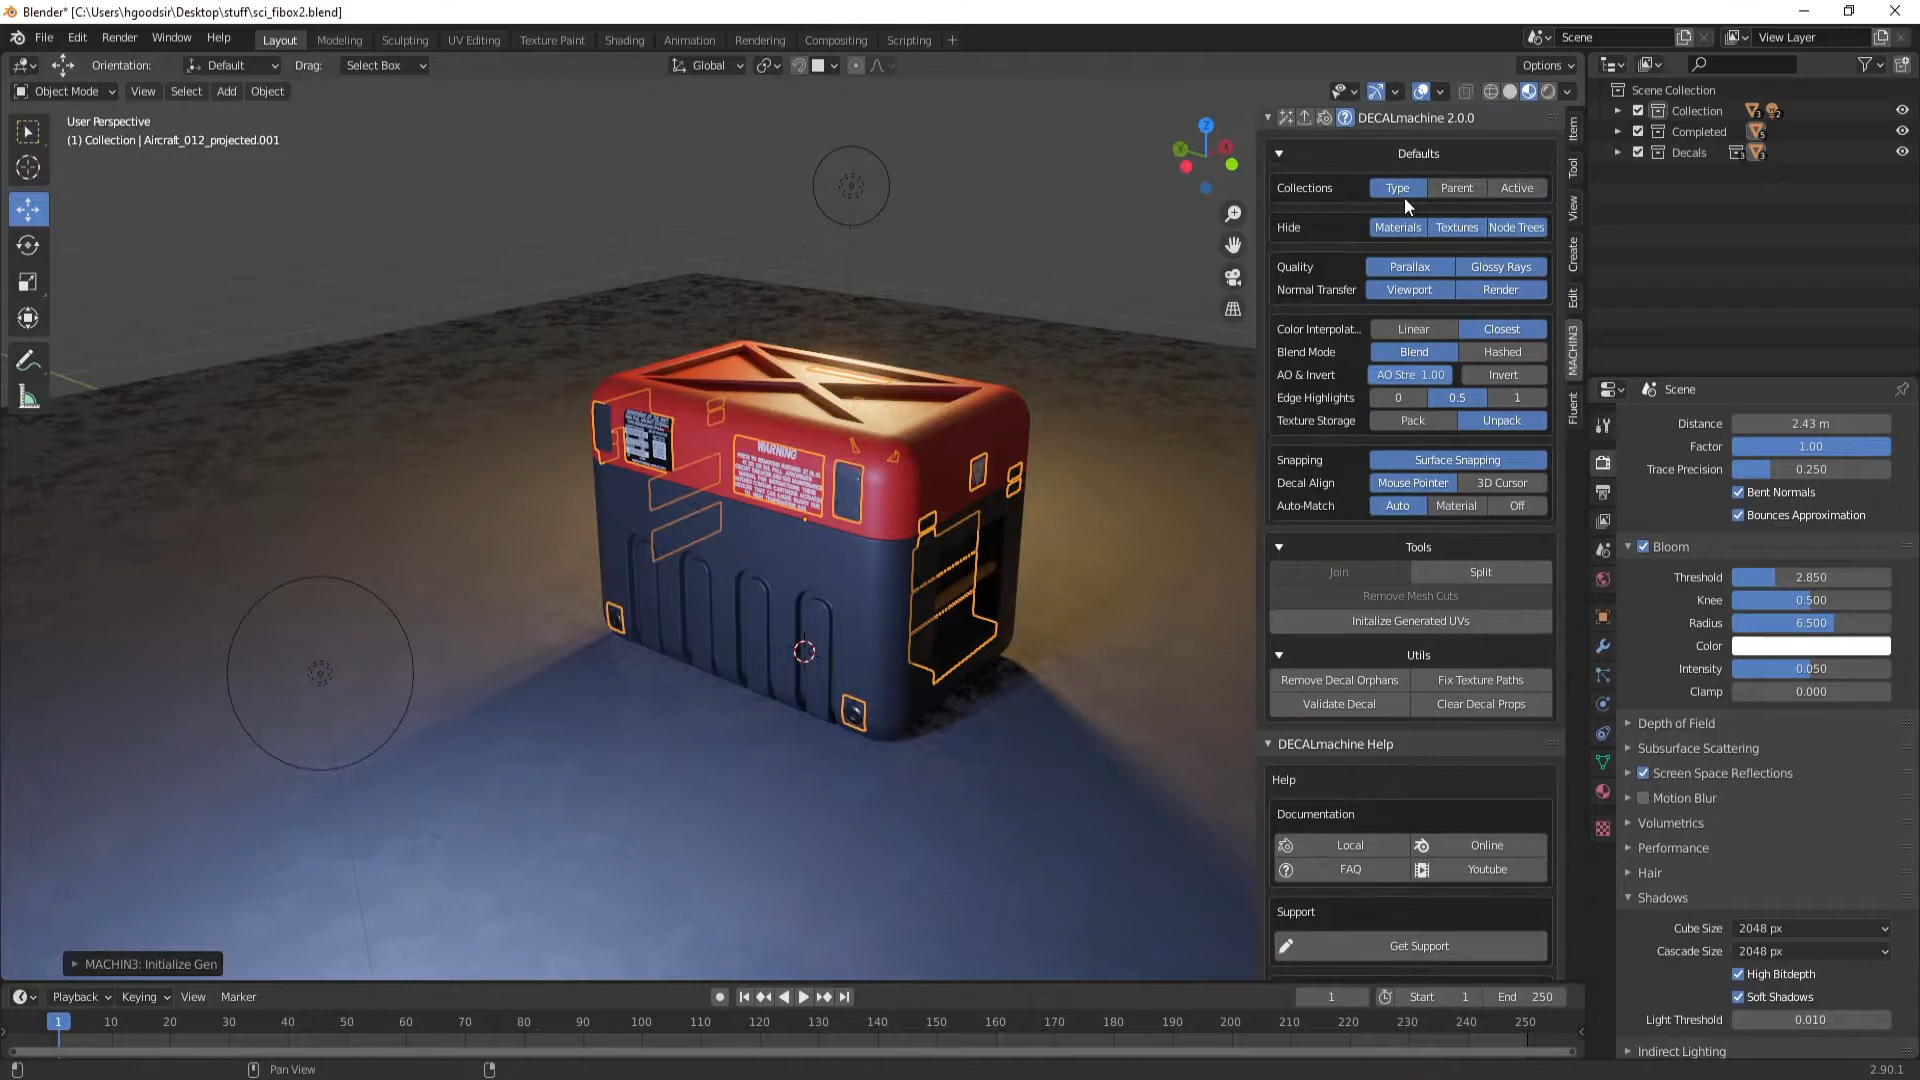 Blender* [C:\Users\hgoodsir\Desktop\stuff\sci_fibox2.blend]
File Edit Render Window Help
Layout Modeling Sculpting UV Editing Texture Paint Shading Animation Rendering Compositing Scripting +
Scene
View Layer
Orientation: Default Drag: Select Box
Global
Options
Object Mode View Select Add Object
User Perspective
(1) Collection | Aircraft_012_projected.001
Z
Y
X
WARNING
DECALmachine 2.0.0
Defaults
Collections Type Parent Active
Hide Materials Textures Node Trees
Quality Parallax Glossy Rays
Normal Transfer Viewport Render
Color Interpolat... Linear Closest
Blend Mode Blend Hashed
AO & Invert AO Stre 1.00 Invert
Edge Highlights 0 0.5 1
Texture Storage Pack Unpack
Snapping Surface Snapping
Decal Align Mouse Pointer 3D Cursor
Auto-Match Auto Material Off
Tools
Join Split
Remove Mesh Cuts
Initalize Generated UVs
Utils
Remove Decal Orphans Fix Texture Paths
Validate Decal Clear Decal Props
DECALmachine Help
Help
Documentation
Local Online
FAQ Youtube
Support
Get Support
Item
Tool
View
Create
Edit
MACHIN3
Fluent
Scene Collection
Collection 3 2
Completed 5
Decals 3 3
Scene
Distance 2.43 m
Factor 1.00
Trace Precision 0.250
Bent Normals
Bounces Approximation
Bloom
Threshold 2.850
Knee 0.500
Radius 6.500
Color
Intensity 0.050
Clamp 0.000
Depth of Field
Subsurface Scattering
Screen Space Reflections
Motion Blur
Volumetrics
Performance
Hair
Shadows
Cube Size 2048 px
Cascade Size 2048 px
High Bitdepth
Soft Shadows
Light Threshold 0.010
Indirect Lighting
MACHIN3: Initialize Gen
Playback Keying View Marker
1 Start 1 End 250
1 10 20 30 40 50 60 70 80 90 100 110 120 130 140 150 160 170 180 190 200 210 220 230 240 250
Pan View
2.90.1